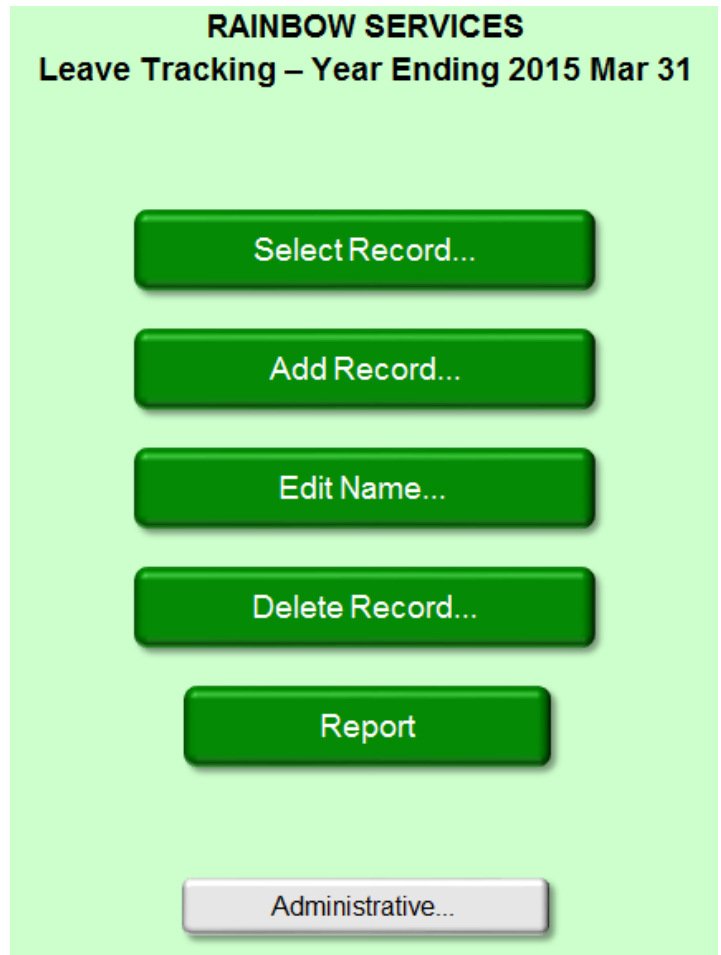 RAINBOW SERVICES
Leave Tracking – Year Ending 2015 Mar 31
Select Record...
Add Record...
Edit Name...
Delete Record...
Report
Administrative...